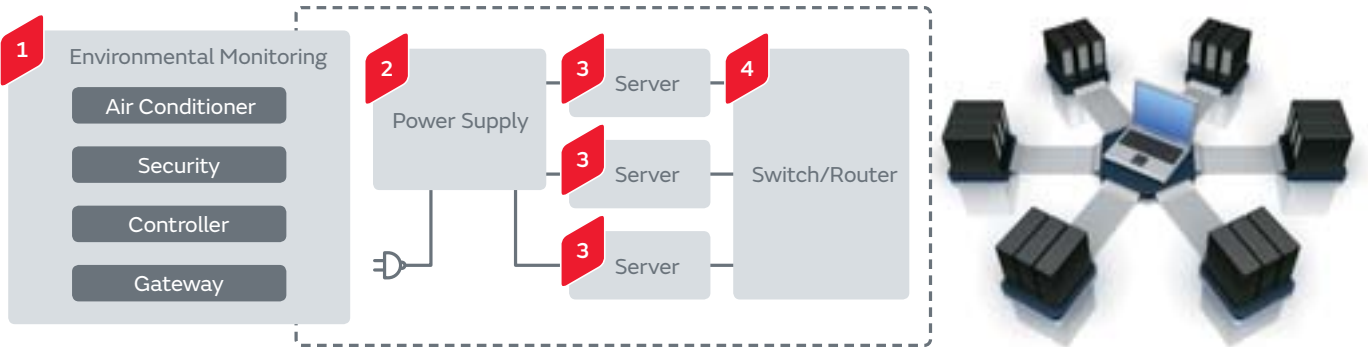 1
Environmental Monitoring
Air Conditioner
Security
Controller
Gateway
2
Power Supply
3
Server
3
Server
3
Server
4
Switch/Router